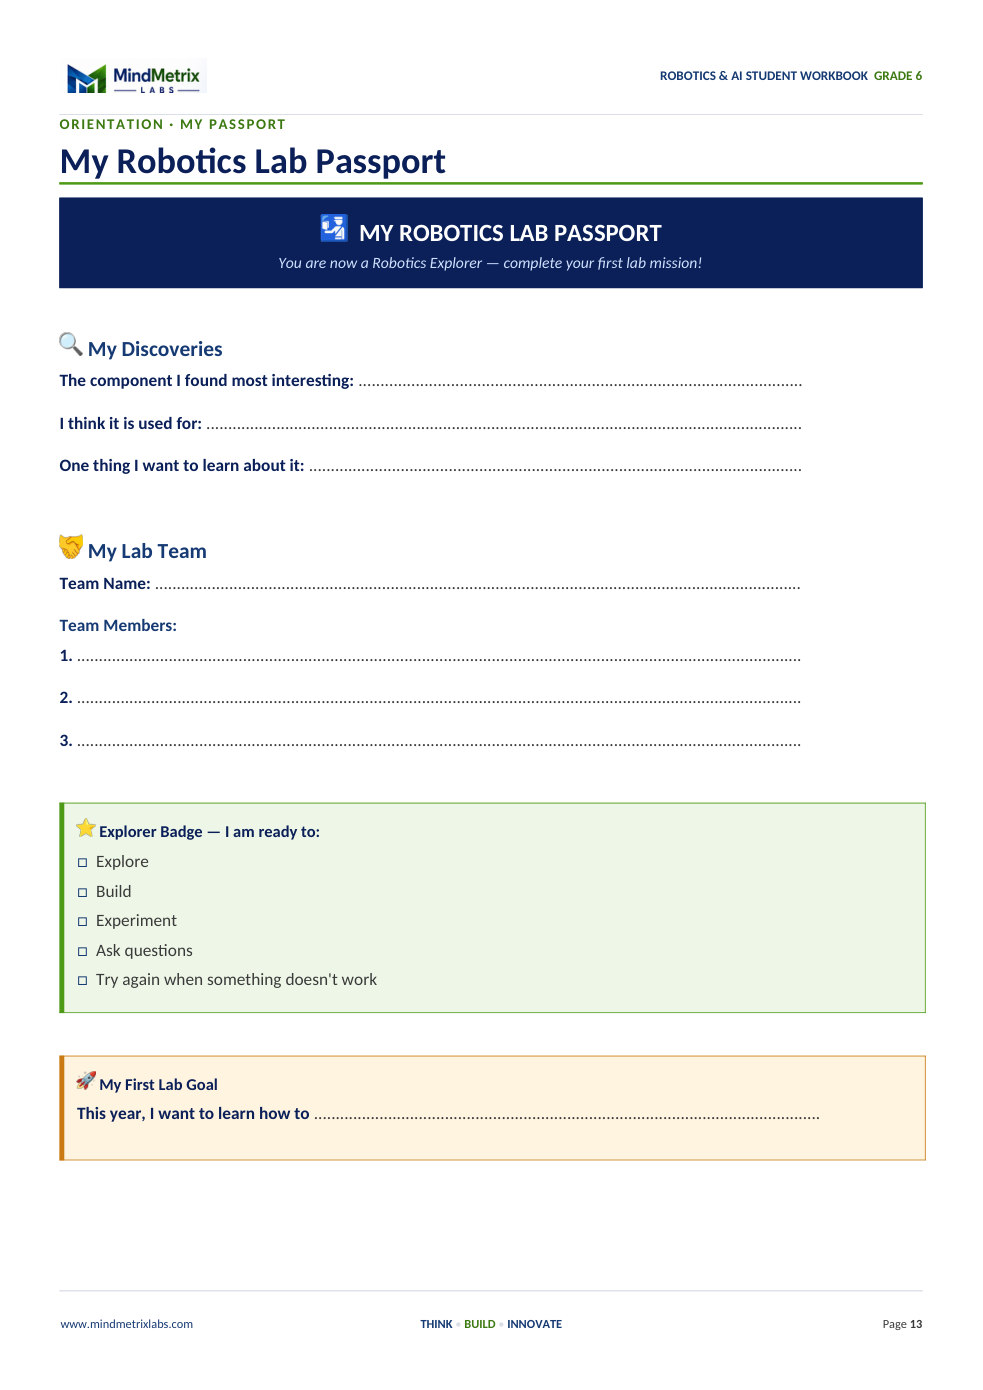 MindMetrix
LABS
ROBOTICS & AI STUDENT WORKBOOK GRADE 6
ORIENTATION · MY PASSPORT
My Robotics Lab Passport
MY ROBOTICS LAB PASSPORT
You are now a Robotics Explorer — complete your first lab mission!
My Discoveries
The component I found most interesting: ....................................................................................................
I think it is used for: ....................................................................................................
One thing I want to learn about it: ....................................................................................................
My Lab Team
Team Name: ....................................................................................................
Team Members:
1. ....................................................................................................
2. ....................................................................................................
3. ....................................................................................................
Explorer Badge — I am ready to:
☐ Explore
☐ Build
☐ Experiment
☐ Ask questions
☐ Try again when something doesn't work
My First Lab Goal
This year, I want to learn how to ....................................................................................................
www.mindmetrixlabs.com
THINK • BUILD • INNOVATE
Page 13